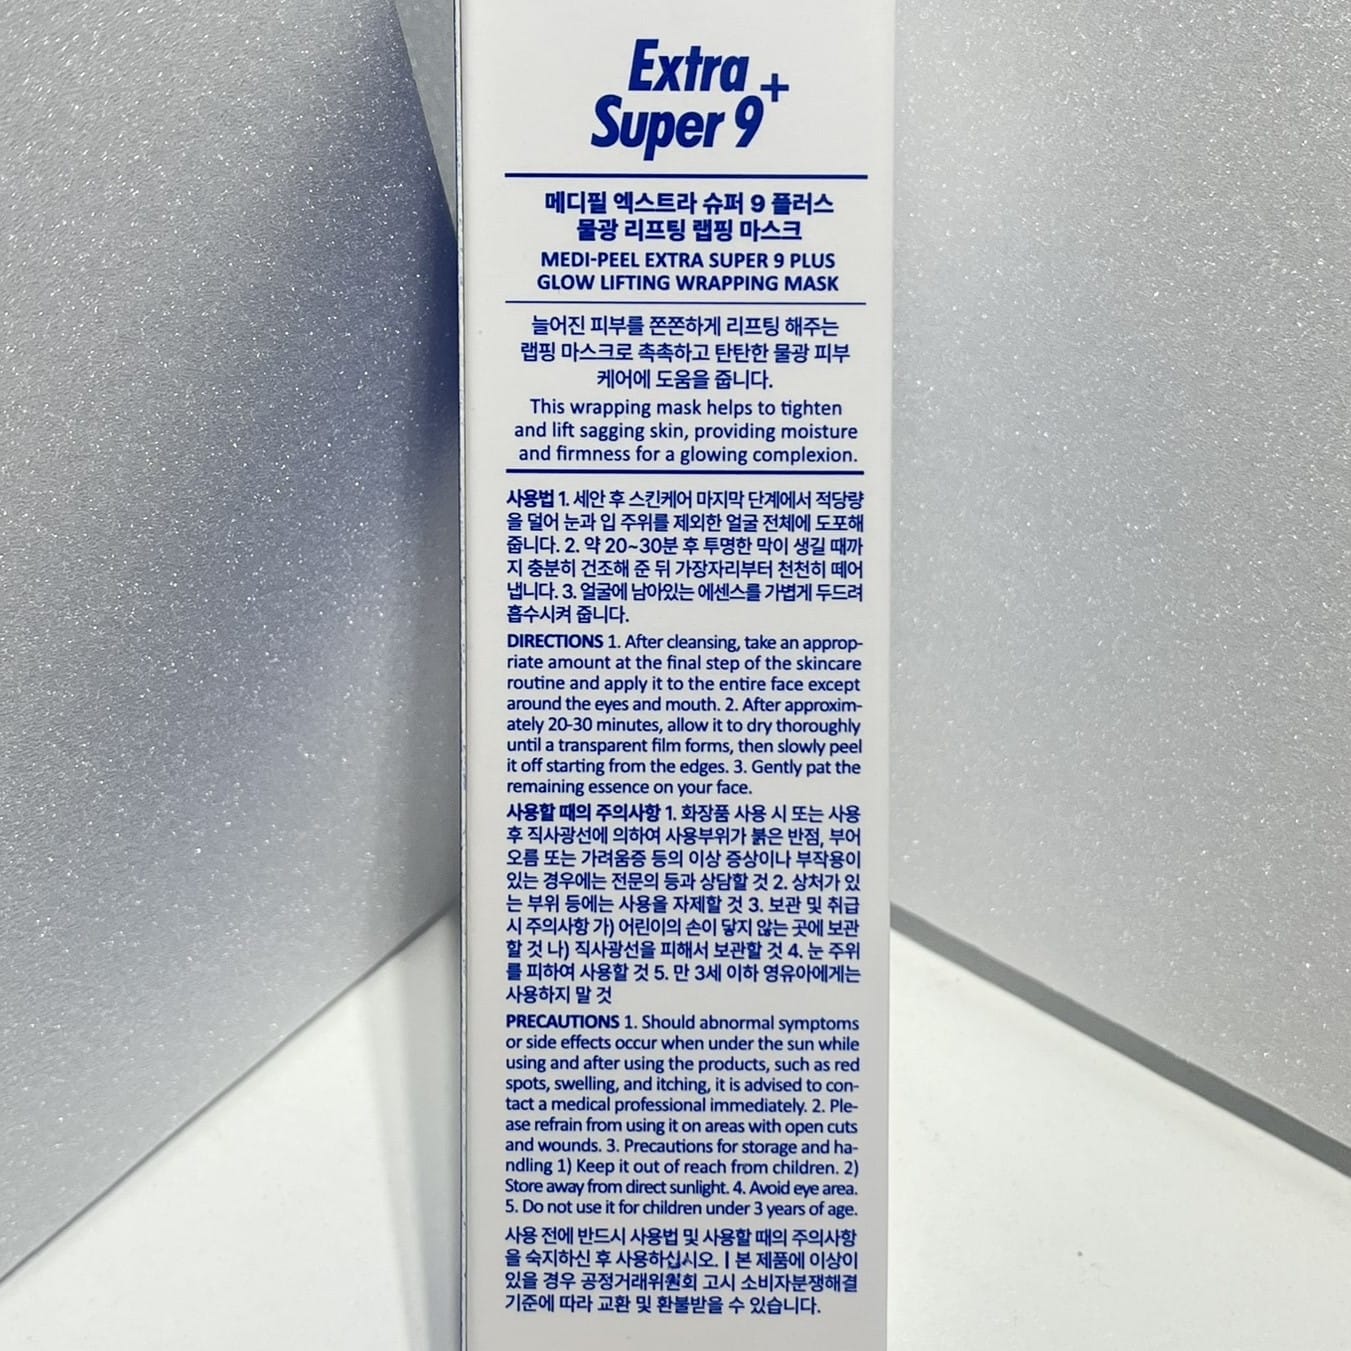 Extra
Super 9+
메디필 엑스트라 슈퍼 9 플러스
물광 리프팅 랩핑 마스크
MEDI-PEEL EXTRA SUPER 9 PLUS
GLOW LIFTING WRAPPING MASK
늘어진 피부를 쫀쫀하게 리프팅 해주는
랩핑 마스크로 촉촉하고 탄탄한 물광 피부
케어에 도움을 줍니다.
This wrapping mask helps to tighten
and lift sagging skin, providing moisture
and firmness for a glowing complexion.
사용법 1. 세안 후 스킨케어 마지막 단계에서 적당량
을 덜어 눈과 입 주위를 제외한 얼굴 전체에 도포해
줍니다. 2. 약 20~30분 후 투명한 막이 생길 때까
지 충분히 건조해 준 뒤 가장자리부터 천천히 떼어
냅니다. 3. 얼굴에 남아있는 에센스를 가볍게 두드려
흡수시켜 줍니다.
DIRECTIONS 1. After cleansing, take an approp-
riate amount at the final step of the skincare
routine and apply it to the entire face except
around the eyes and mouth. 2. After approxim-
ately 20-30 minutes, allow it to dry thoroughly
until a transparent film forms, then slowly peel
it off starting from the edges. 3. Gently pat the
remaining essence on your face.
사용할 때의 주의사항 1. 화장품 사용 시 또는 사용
후 직사광선에 의하여 사용부위가 붉은 반점, 부어
오름 또는 가려움증 등의 이상 증상이나 부작용이
있는 경우에는 전문의 등과 상담할 것 2. 상처가 있
는 부위 등에는 사용을 자제할 것 3. 보관 및 취급
시 주의사항 가) 어린이의 손이 닿지 않는 곳에 보관
할 것 나) 직사광선을 피해서 보관할 것 4. 눈 주위
를 피하여 사용할 것 5. 만 3세 이하 영유아에게는
사용하지 말 것
PRECAUTIONS 1. Should abnormal symptoms
or side effects occur when under the sun while
using and after using the products, such as red
spots, swelling, and itching, it is advised to con-
tact a medical professional immediately. 2. Ple-
ase refrain from using it on areas with open cuts
and wounds. 3. Precautions for storage and ha-
ndling 1) Keep it out of reach from children. 2)
Store away from direct sunlight. 4. Avoid eye area.
5. Do not use it for children under 3 years of age.
사용 전에 반드시 사용법 및 사용할 때의 주의사항
을 숙지하신 후 사용하십시오. | 본 제품에 이상이
있을 경우 공정거래위원회 고시 소비자분쟁해결
기준에 따라 교환 및 환불받을 수 있습니다.